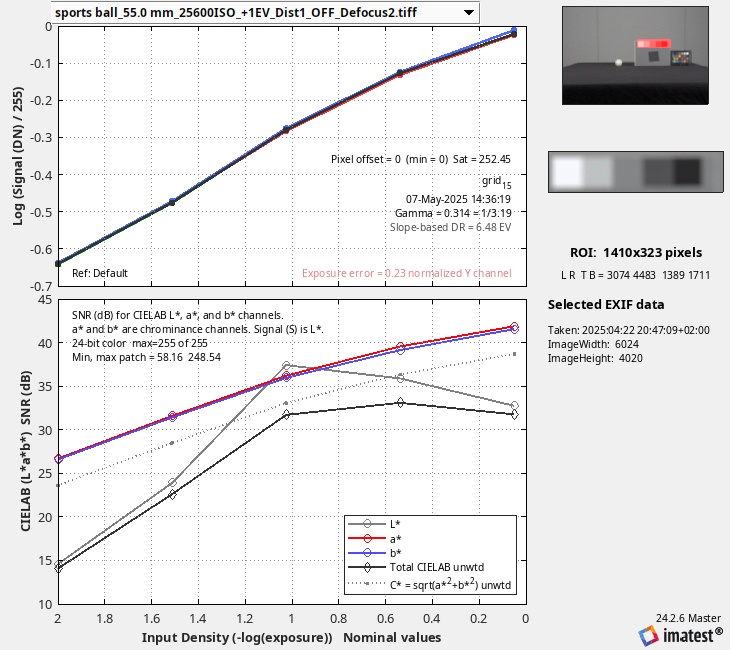 sports ball_55.0 mm_25600ISO_+1EV_Dist1_OFF_Defocus2.tiff
0
-0.1
-0.2
-0.3
-0.4
-0.5
-0.6
-0.7
Log (Signal (DN) / 255)
Pixel offset = 0 (min = 0) Sat = 252.45
grid15
07-May-2025 14:36:19
Gamma = 0.314 = 1/3.19
Slope-based DR = 6.48 EV
Ref: Default
Exposure error = 0.23 normalized Y channel
ROI: 1410x323 pixels
L R T B = 3074 4483 1389 1711
Selected EXIF data
Taken: 2025:04:22 20:47:09+02:00
ImageWidth: 6024
ImageHeight: 4020
45
40
35
30
25
20
15
10
CIELAB (L*a*b*) SNR (dB)
SNR (dB) for CIELAB L*, a*, and b* channels.
a* and b* are chrominance channels. Signal (S) is L*.
24-bit color max=255 of 255
Min, max patch = 58.16 248.54
L*
a*
b*
Total CIELAB unwtd
C* = sqrt(a*2+b*2) unwtd
2 1.8 1.6 1.4 1.2 1 0.8 0.6 0.4 0.2 0
Input Density (-log(exposure)) Nominal values
24.2.6 Master
imatest®